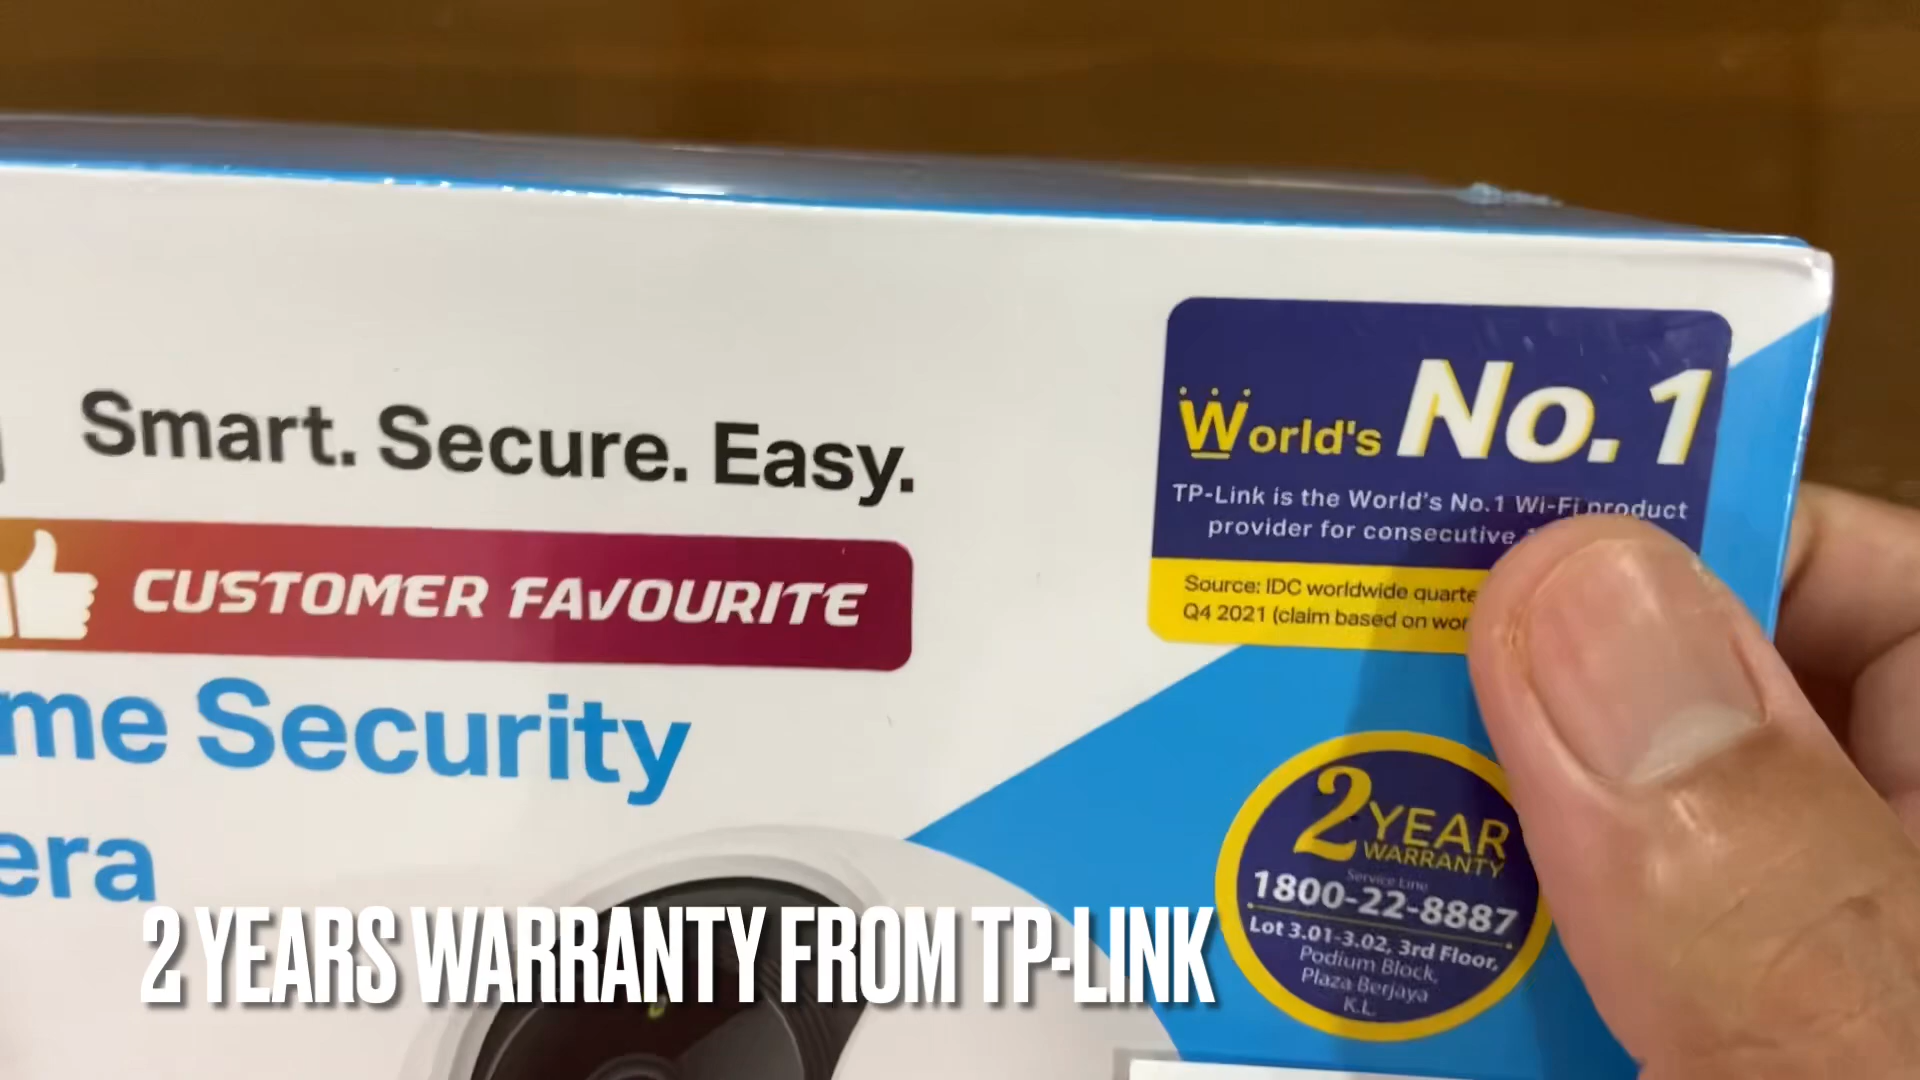 Smart. Secure. Easy.
CUSTOMER FAVOURITE
me Security
era
World's No. 1
TP-Link is the World's No.1 Wi-Fi product
provider for consecutive
Source: IDC worldwide quarte
Q4 2021 (claim based on wor
2 YEAR
WARRANTY
Service Line
1800-22-8887
Lot 3.01-3.02, 3rd Floor,
Podium Block,
Plaza Berjaya
K.L.
2 YEARS WARRANTY FROM TP-LINK